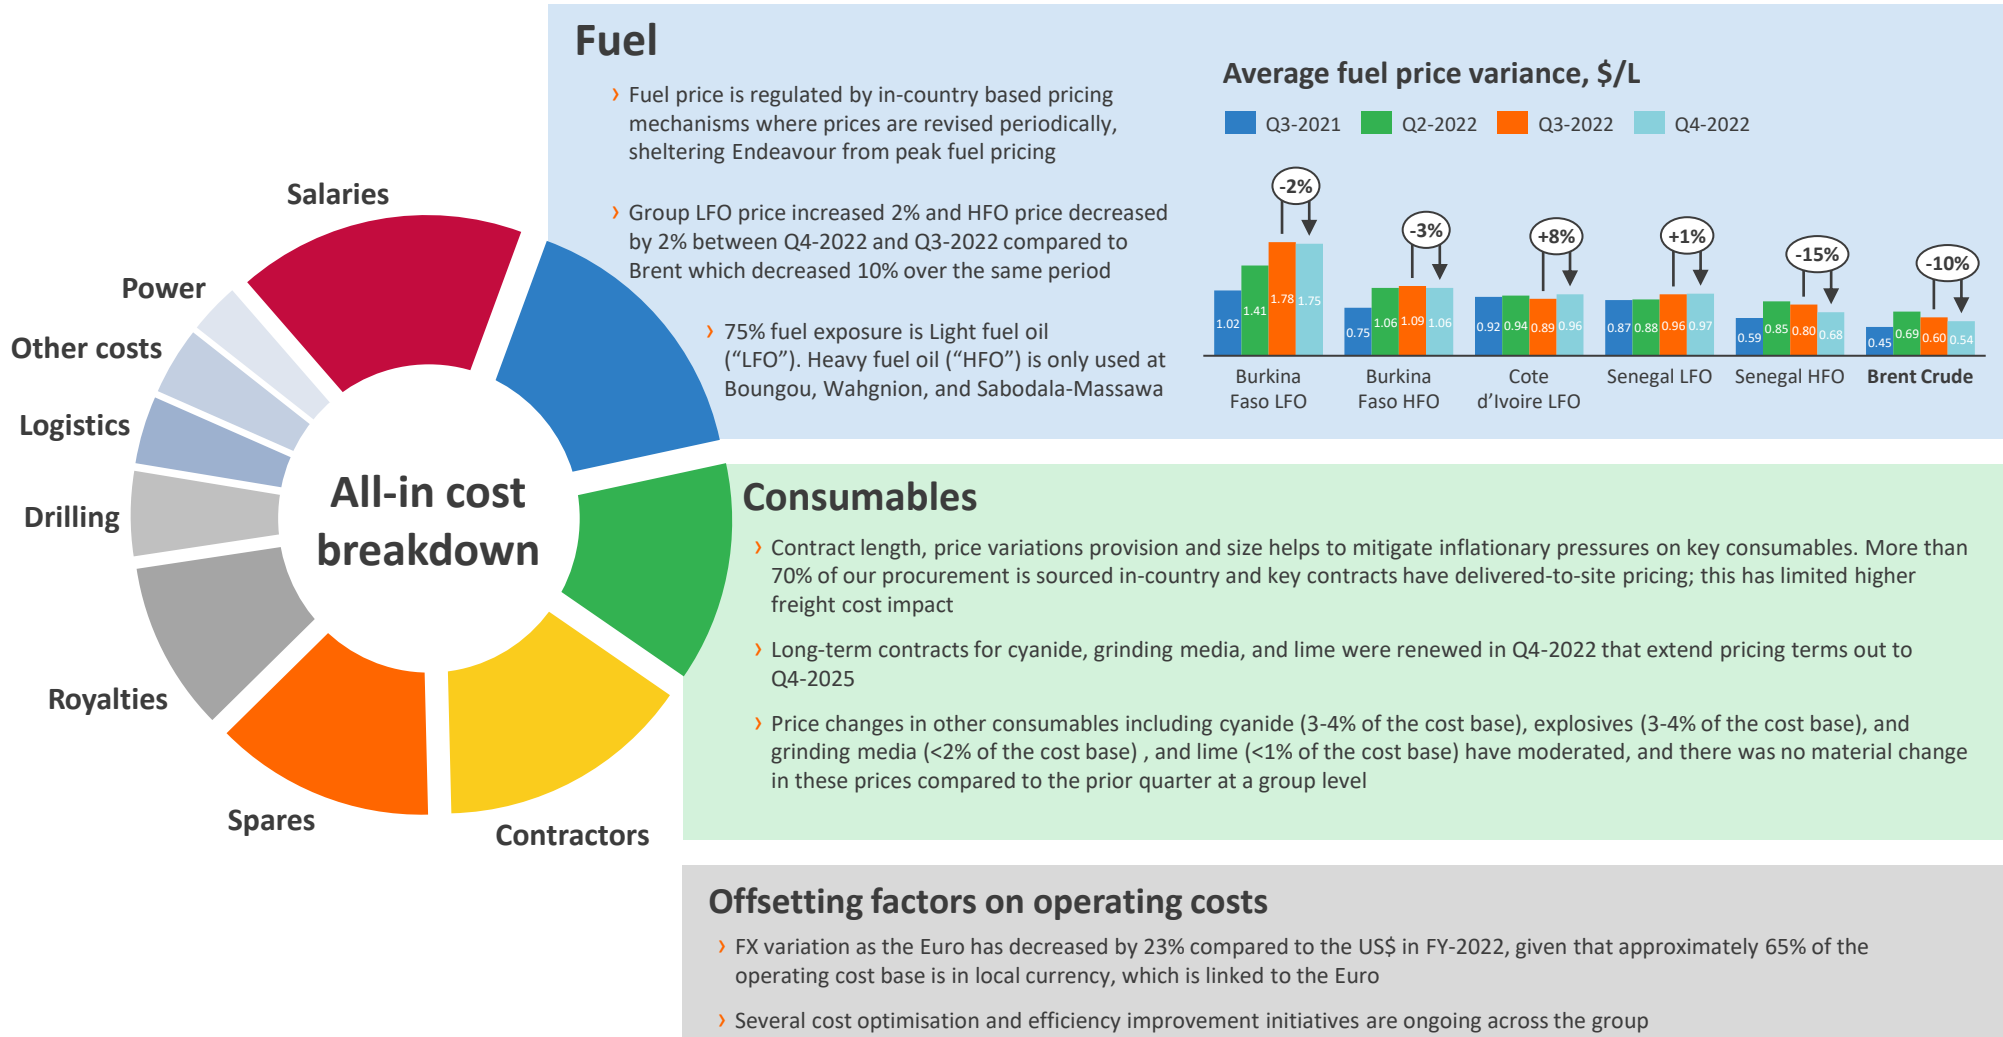 Fuel
› Fuel price is regulated by in-country based pricing
mechanisms where prices are revised periodically,
sheltering Endeavour from peak fuel pricing
› Group LFO price increased 2% and HFO price decreased
by 2% between Q4-2022 and Q3-2022 compared to
Brent which decreased 10% over the same period
› 75% fuel exposure is Light fuel oil
(“LFO”). Heavy fuel oil (“HFO”) is only used at
Boungou, Wahgnion, and Sabodala-Massawa
Average fuel price variance, $/L
Q3-2021 Q2-2022 Q3-2022 Q4-2022
-2% -3% +8% +1% -15% -10%
1.02 1.41 1.78 1.75
0.75 1.06 1.09 1.06
0.92 0.94 0.89 0.96
0.87 0.88 0.96 0.97
0.59 0.85 0.80 0.68
0.45 0.69 0.60 0.54
Burkina
Faso LFO
Burkina
Faso HFO
Cote
d’Ivoire LFO
Senegal LFO
Senegal HFO
Brent Crude
Salaries
Power
Other costs
Logistics
Drilling
Royalties
Spares
Contractors
All-in cost
breakdown
Consumables
› Contract length, price variations provision and size helps to mitigate inflationary pressures on key consumables. More than
70% of our procurement is sourced in-country and key contracts have delivered-to-site pricing; this has limited higher
freight cost impact
› Long-term contracts for cyanide, grinding media, and lime were renewed in Q4-2022 that extend pricing terms out to
Q4-2025
› Price changes in other consumables including cyanide (3-4% of the cost base), explosives (3-4% of the cost base), and
grinding media (<2% of the cost base) , and lime (<1% of the cost base) have moderated, and there was no material change
in these prices compared to the prior quarter at a group level
Offsetting factors on operating costs
› FX variation as the Euro has decreased by 23% compared to the US$ in FY-2022, given that approximately 65% of the
operating cost base is in local currency, which is linked to the Euro
› Several cost optimisation and efficiency improvement initiatives are ongoing across the group